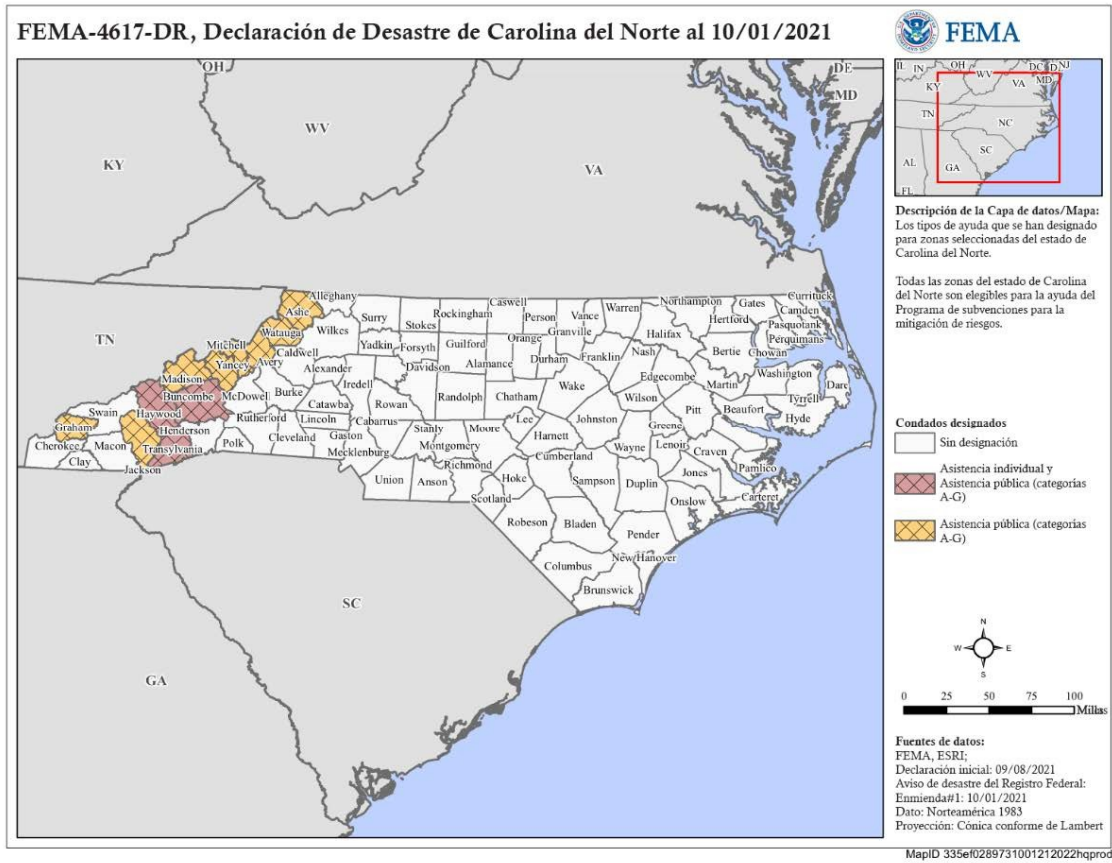 FEMA-4617-DR, Declaración de Desastre de Carolina del Norte al 10/01/2021
FEMA
OH
WV
KY
VA
DE
MD
TN
SC
GA
IL IN OH WV DC D NJ
KY VA MD
TN NC
SC
AL GA
FL
Alleghany
Ashe
Surry
Stokes
Rockingham
Caswell
Person
Vance
Warren
Northampton
Gates
Currituck
Camden
Pasquotank
Perquimans
Hertford
Granville
Halifax
Watauga
Wilkes
Yadkin
Forsyth
Guilford
Orange
Mitchell
Avery
Caldwell
Alexander
Davidson
Alamance
Durham
Franklin
Nash
Bertie
Chowan
Yancey
Madison
Iredell
Edgecombe
Washington
Martin
Dare
Tyrrell
Buncombe
McDowell
Burke
Catawba
Rowan
Randolph
Chatham
Wake
Wilson
Swain
Haywood
Rutherford
Lincoln
Cabarrus
Lee
Johnston
Greene
Pitt
Beaufort
Hyde
Graham
Henderson
Polk
Cleveland
Gaston
Mecklenburg
Stanly
Moore
Montgomery
Harnett
Wayne
Lenoir
Craven
Cherokee
Macon
Transylvania
Clay
Jackson
Richmond
Cumberland
Sampson
Duplin
Jones
Pamlico
Union
Anson
Hoke
Scotland
Onslow
Carteret
Robeson
Bladen
Pender
New Hanover
Columbus
Brunswick
Descripción de la Capa de datos/Mapa:
Los tipos de ayuda que se han designado
para zonas seleccionadas del estado de
Carolina del Norte.
Todas las zonas del estado de Carolina
del Norte son elegibles para la ayuda del
Programa de subvenciones para la
mitigación de riesgos.
Condados designados
Sin designación
Asistencia individual y
Asistencia pública (categorías
A-G)
Asistencia pública (categorías
A-G)
N
W E
S
0 25 50 75 100
Millas
Fuentes de datos:
FEMA, ESRI;
Declaración inicial: 09/08/2021
Aviso de desastre del Registro Federal:
Enmienda#1: 10/01/2021
Dato: Norteamérica 1983
Proyección: Cónica conforme de Lambert
MapID 335ef0289731001212022hqprod